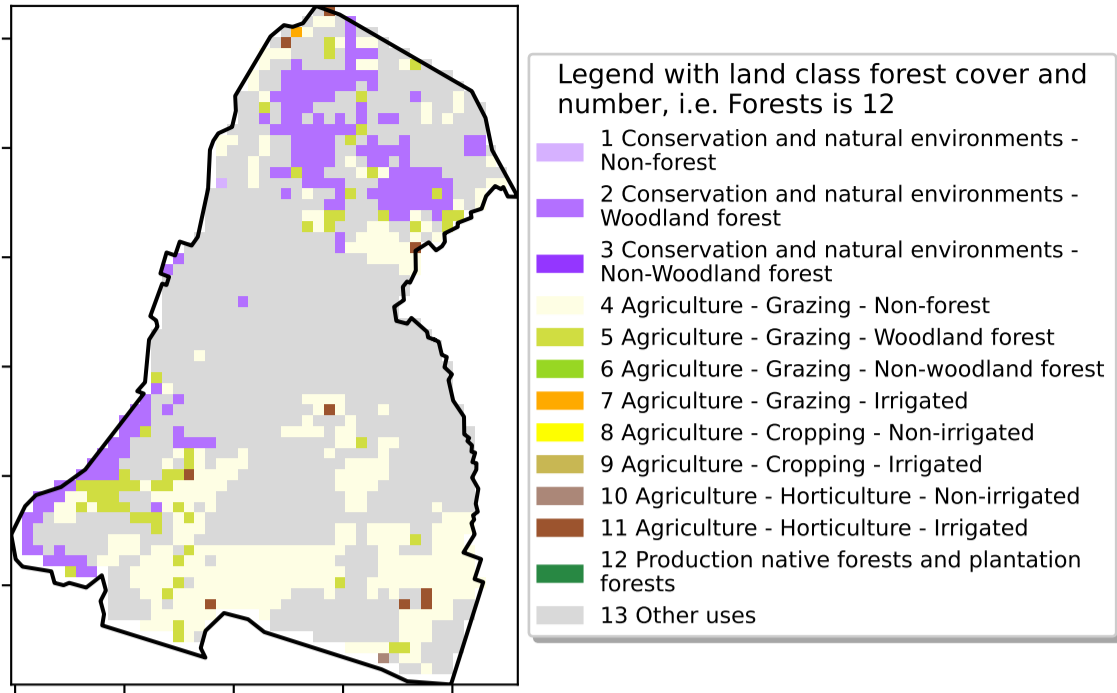 Legend with land class forest cover and
number, i.e. Forests is 12
1 Conservation and natural environments -
Non-forest
2 Conservation and natural environments -
Woodland forest
3 Conservation and natural environments -
Non-Woodland forest
4 Agriculture - Grazing - Non-forest
5 Agriculture - Grazing - Woodland forest
6 Agriculture - Grazing - Non-woodland forest
7 Agriculture - Grazing - Irrigated
8 Agriculture - Cropping - Non-irrigated
9 Agriculture - Cropping - Irrigated
10 Agriculture - Horticulture - Non-irrigated
11 Agriculture - Horticulture - Irrigated
12 Production native forests and plantation
forests
13 Other uses